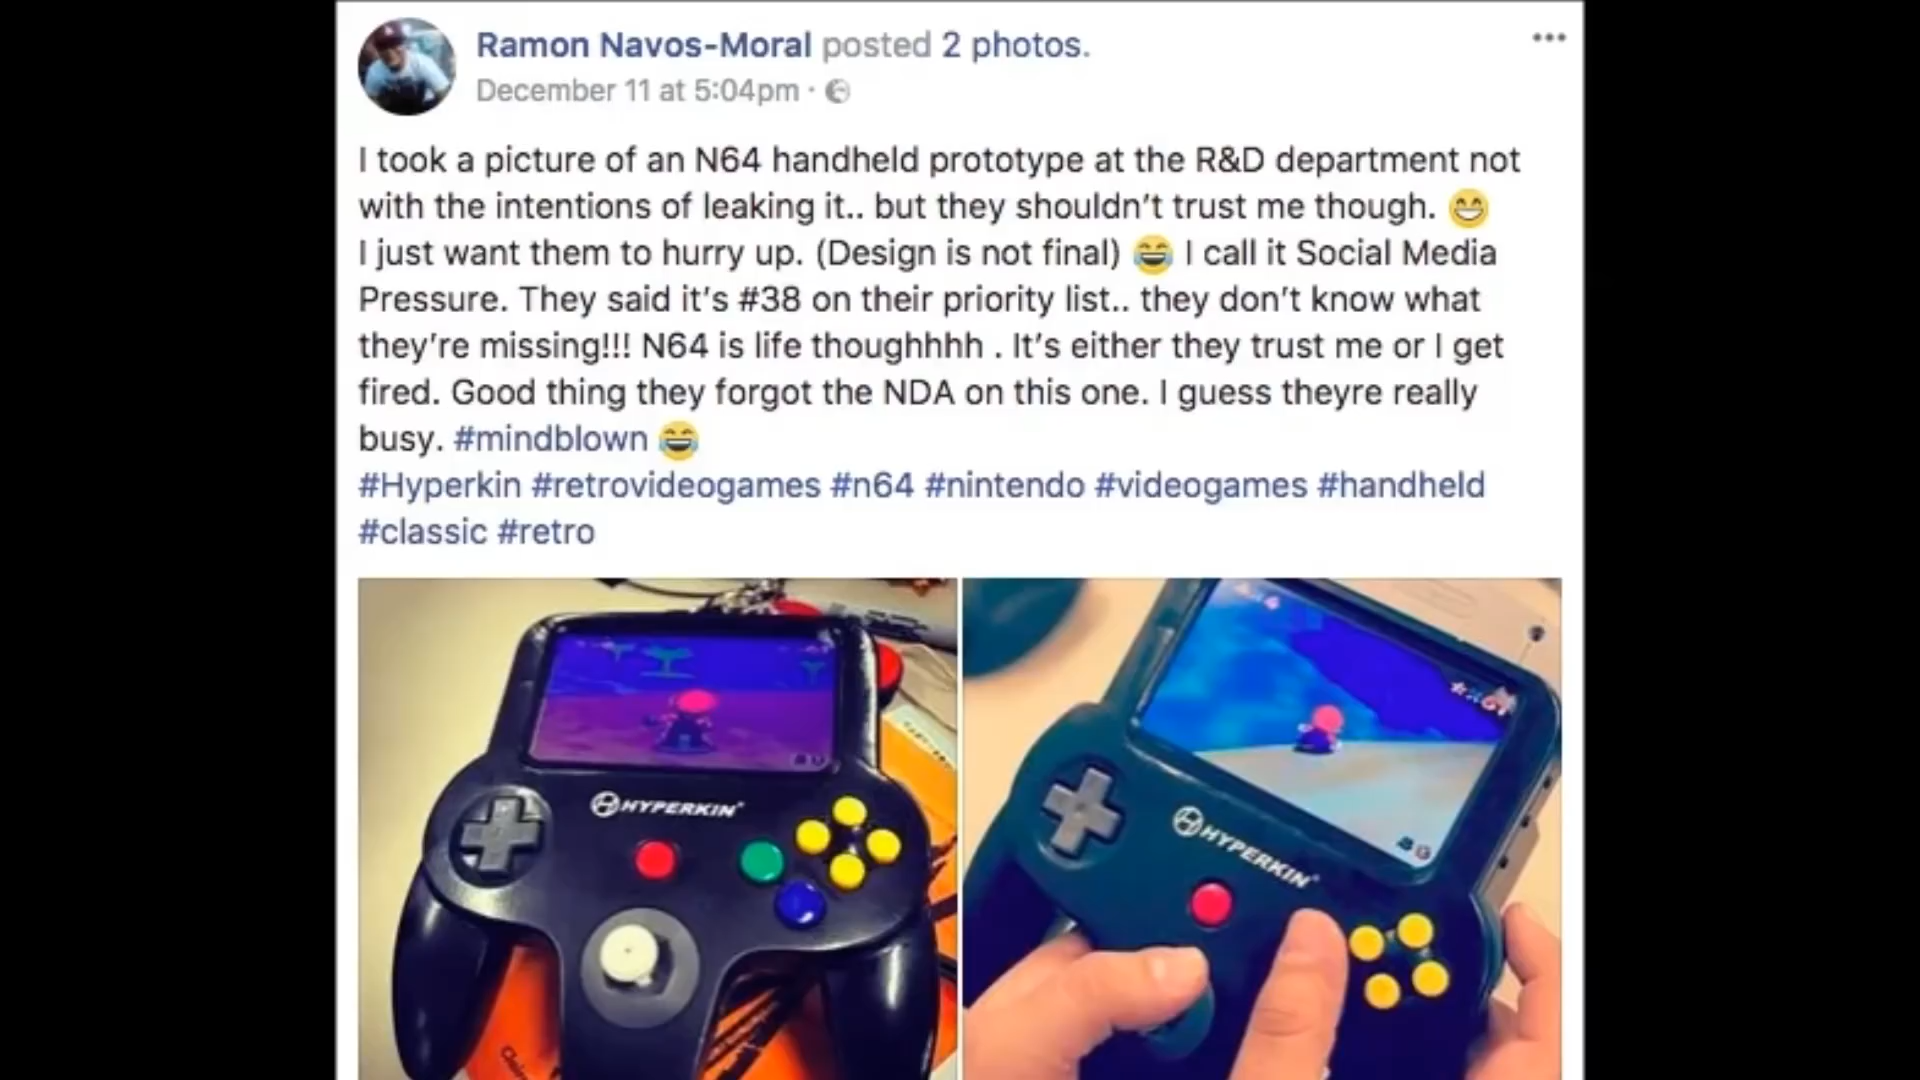 Ramon Navos-Moral posted 2 photos.
December 11 at 5:04pm ·
I took a picture of an N64 handheld prototype at the R&D department not
with the intentions of leaking it.. but they shouldn't trust me though. 😁
I just want them to hurry up. (Design is not final) 😂 I call it Social Media
Pressure. They said it's #38 on their priority list.. they don't know what
they're missing!!! N64 is life thoughhhh . It's either they trust me or I get
fired. Good thing they forgot the NDA on this one. I guess theyre really
busy. #mindblown 😂
#Hyperkin #retrovideogames #n64 #nintendo #videogames #handheld
#classic #retro
HYPERKIN
HYPERKIN